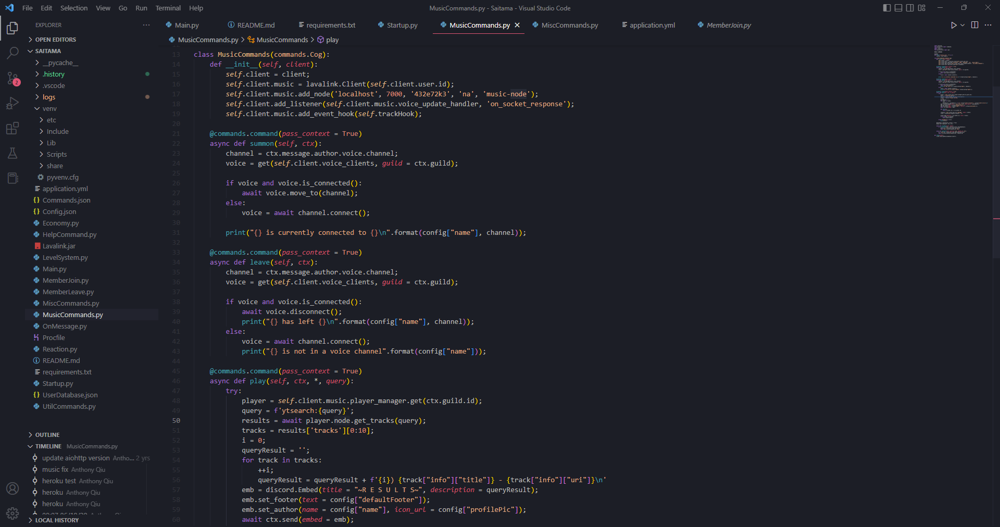 File Edit Selection View Go Run Terminal Help
MusicCommands.py - Saitama - Visual Studio Code
EXPLORER
Main.py README.md requirements.txt Startup.py MusicCommands.py MiscCommands.py application.yml MemberJoin.py
MusicCommands.py > MusicCommands > play
OPEN EDITORS
SAITAMA
__pycache__
.history
.vscode
logs
venv
etc
Include
Lib
Scripts
share
pyvenv.cfg
application.yml
Commands.json
Config.json
Economy.py
HelpCommand.py
Lavalink.jar
LevelSystem.py
Main.py
MemberJoin.py
MemberLeave.py
MiscCommands.py
MusicCommands.py
OnMessage.py
Procfile
Reaction.py
README.md
requirements.txt
Startup.py
UserDatabase.json
UtilCommands.py
OUTLINE
TIMELINE MusicCommands.py
update aiohttp version Antho... 2 yrs
music fix Anthony Qiu
heroku test Anthony Qiu
heroku Anthony Qiu
heroku Anthony Qiu
LOCAL HISTORY
2
13 class MusicCommands(commands.Cog):
14 def __init__(self, client):
15 self.client = client;
16 self.client.music = lavalink.Client(self.client.user.id);
17 self.client.music.add_node('localhost', 7000, '432e72k3', 'na', 'music-node');
18 self.client.add_listener(self.client.music.voice_update_handler, 'on_socket_response');
19 self.client.music.add_event_hook(self.trackHook);
20
21 @commands.command(pass_context = True)
22 async def summon(self, ctx):
23 channel = ctx.message.author.voice.channel;
24 voice = get(self.client.voice_clients, guild = ctx.guild);
25
26 if voice and voice.is_connected():
27 await voice.move_to(channel);
28 else:
29 voice = await channel.connect();
30
31 print("{} is currently connected to {}\n".format(config["name"], channel));
32
33 @commands.command(pass_context = True)
34 async def leave(self, ctx):
35 channel = ctx.message.author.voice.channel;
36 voice = get(self.client.voice_clients, guild = ctx.guild);
37
38 if voice and voice.is_connected():
39 await voice.disconnect();
40 print("{} has left {}\n".format(config["name"], channel));
41 else:
42 voice = await channel.connect();
43 print("{} is not in a voice channel".format(config["name"]));
44
45 @commands.command(pass_context = True)
46 async def play(self, ctx, *, query):
47 try:
48 player = self.client.music.player_manager.get(ctx.guild.id);
49 query = f'ytsearch:{query}';
50 results = await player.node.get_tracks(query);
51 tracks = results['tracks'][0:10];
52 i = 0;
53 queryResult = '';
54 for track in tracks:
55 ++i;
56 queryResult = queryResult + f'{i}) {track["info"]["title"]} - {track["info"]["uri"]}\n'
57 emb = discord.Embed(title = "~R E S U L T S~", description = queryResult);
58 emb.set_footer(text = config["defaultFooter"]);
59 emb.set_author(name = config["name"], icon_url = config["profilePic"]);
60 await ctx.send(embed = emb);